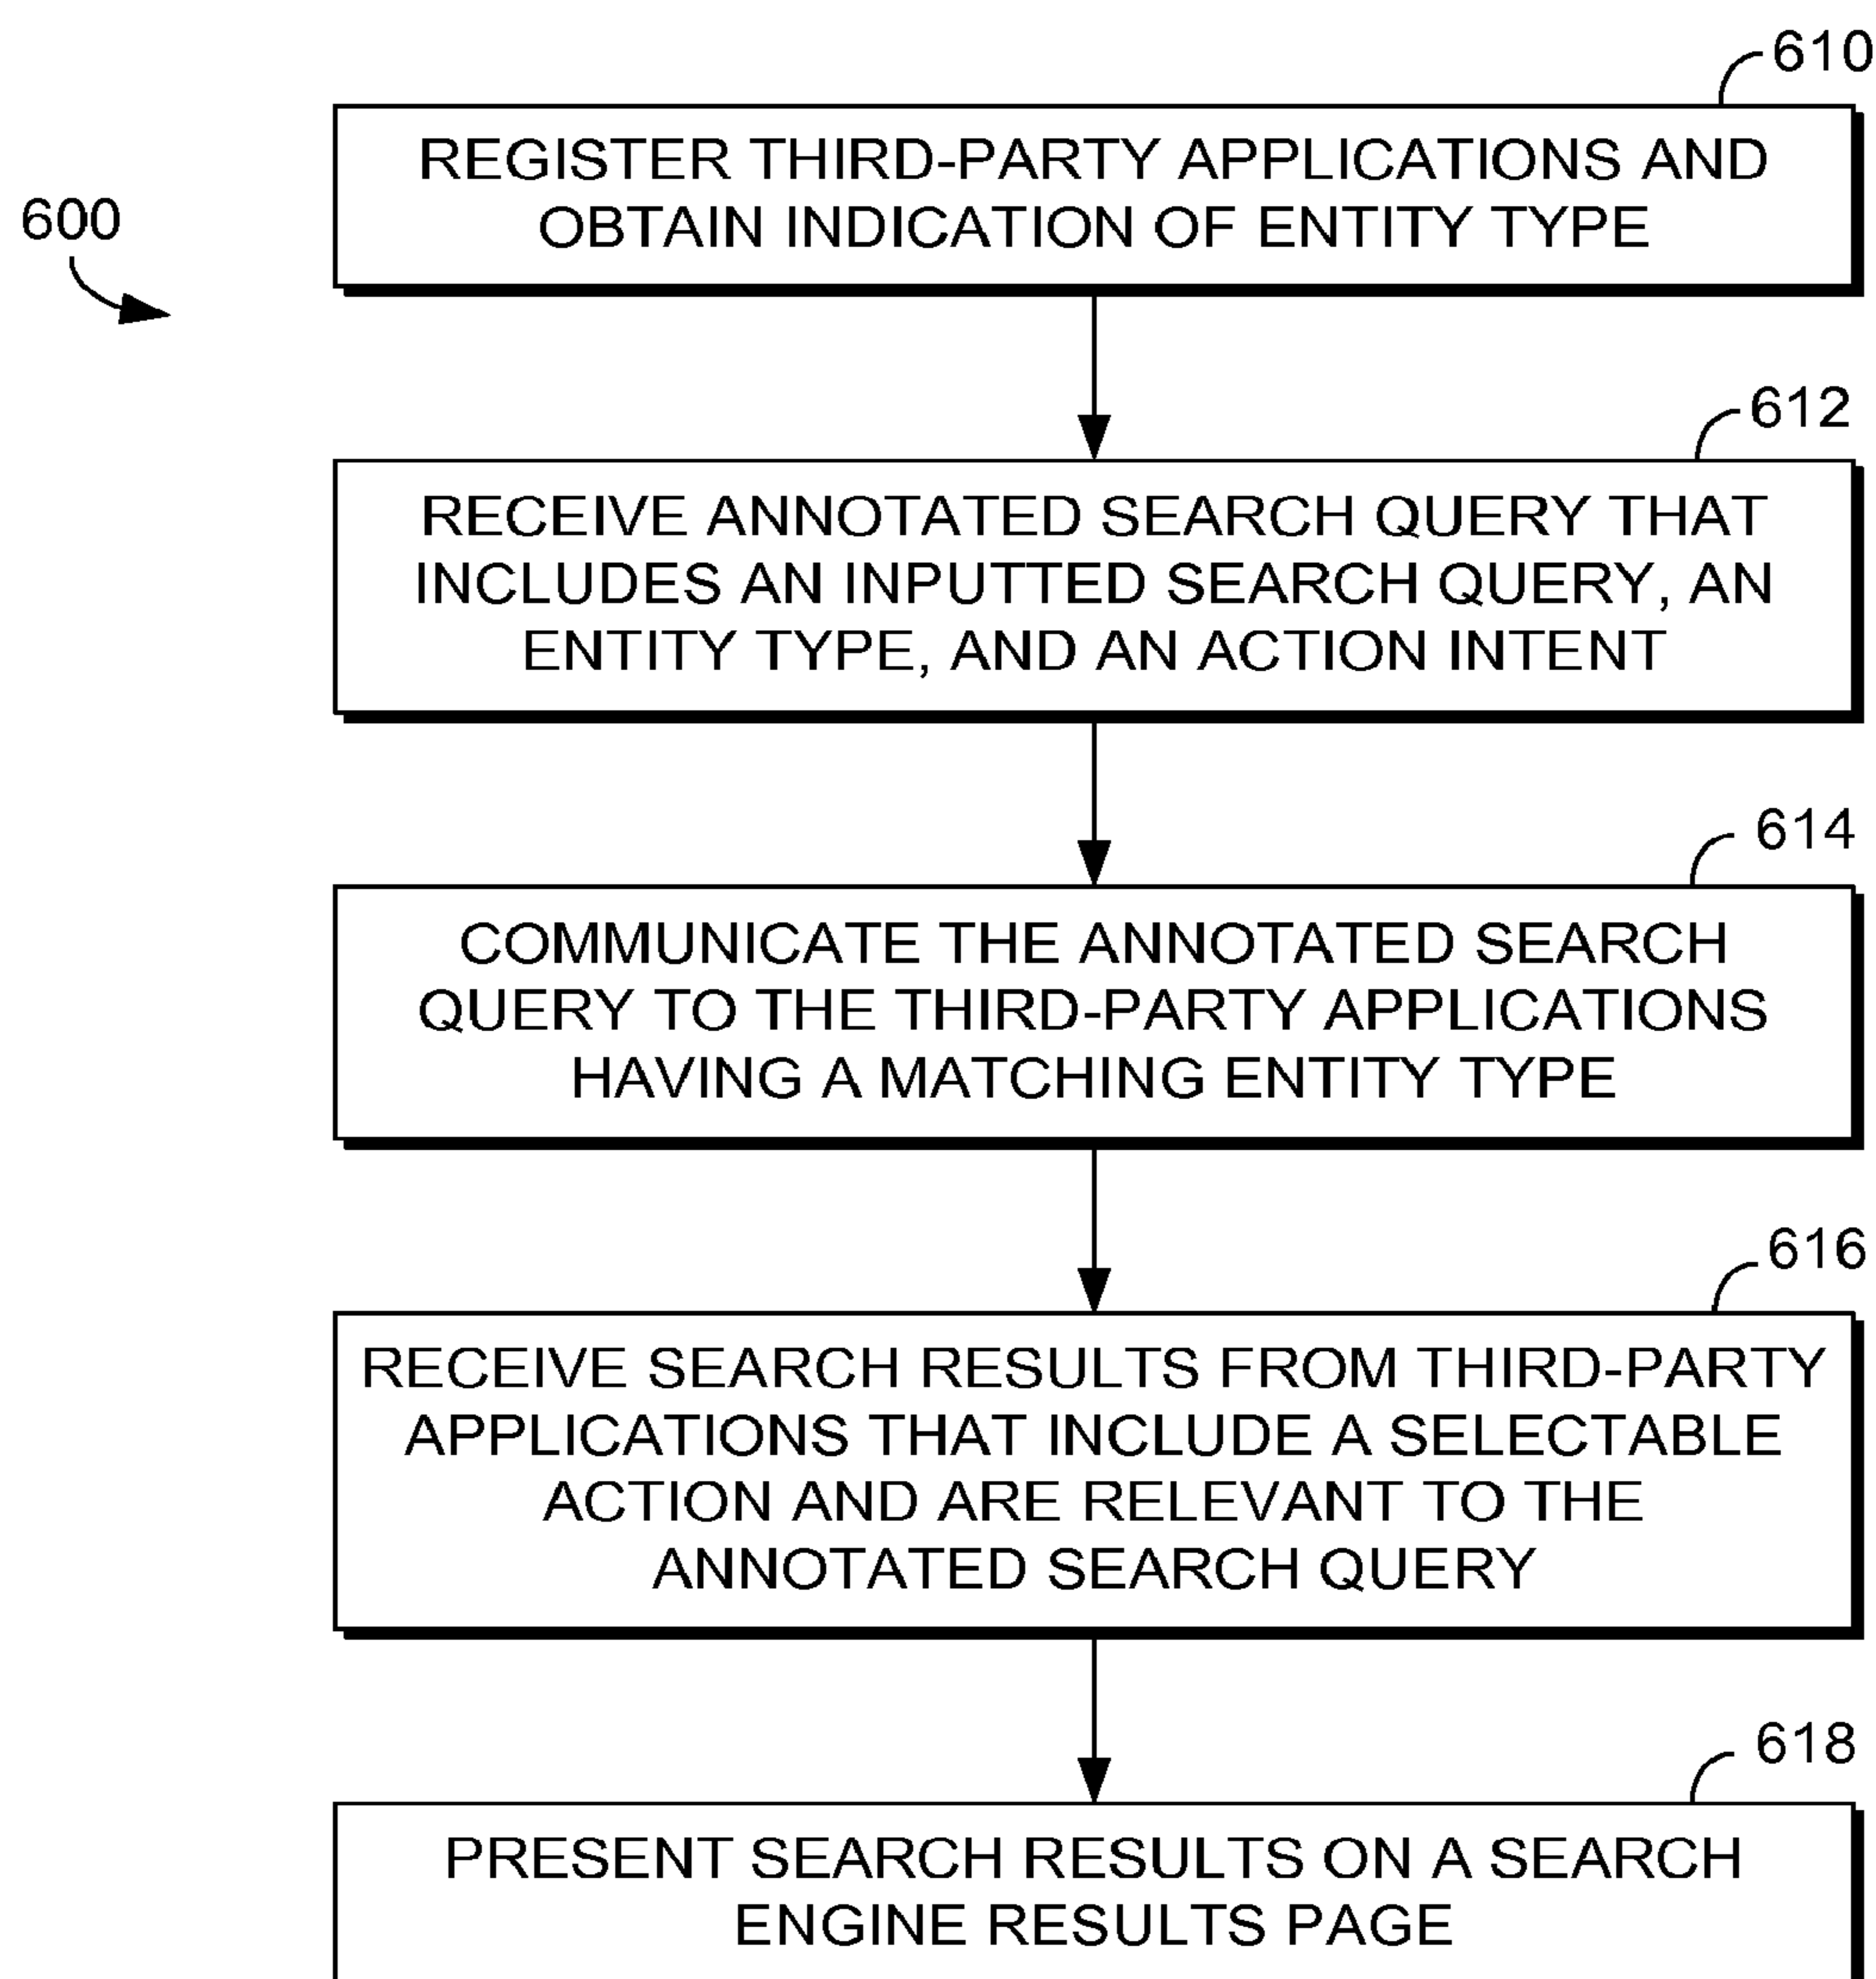 600
610
REGISTER THIRD-PARTY APPLICATIONS AND
OBTAIN INDICATION OF ENTITY TYPE
612
RECEIVE ANNOTATED SEARCH QUERY THAT
INCLUDES AN INPUTTED SEARCH QUERY, AN
ENTITY TYPE, AND AN ACTION INTENT
614
COMMUNICATE THE ANNOTATED SEARCH
QUERY TO THE THIRD-PARTY APPLICATIONS
HAVING A MATCHING ENTITY TYPE
616
RECEIVE SEARCH RESULTS FROM THIRD-PARTY
APPLICATIONS THAT INCLUDE A SELECTABLE
ACTION AND ARE RELEVANT TO THE
ANNOTATED SEARCH QUERY
618
PRESENT SEARCH RESULTS ON A SEARCH
ENGINE RESULTS PAGE